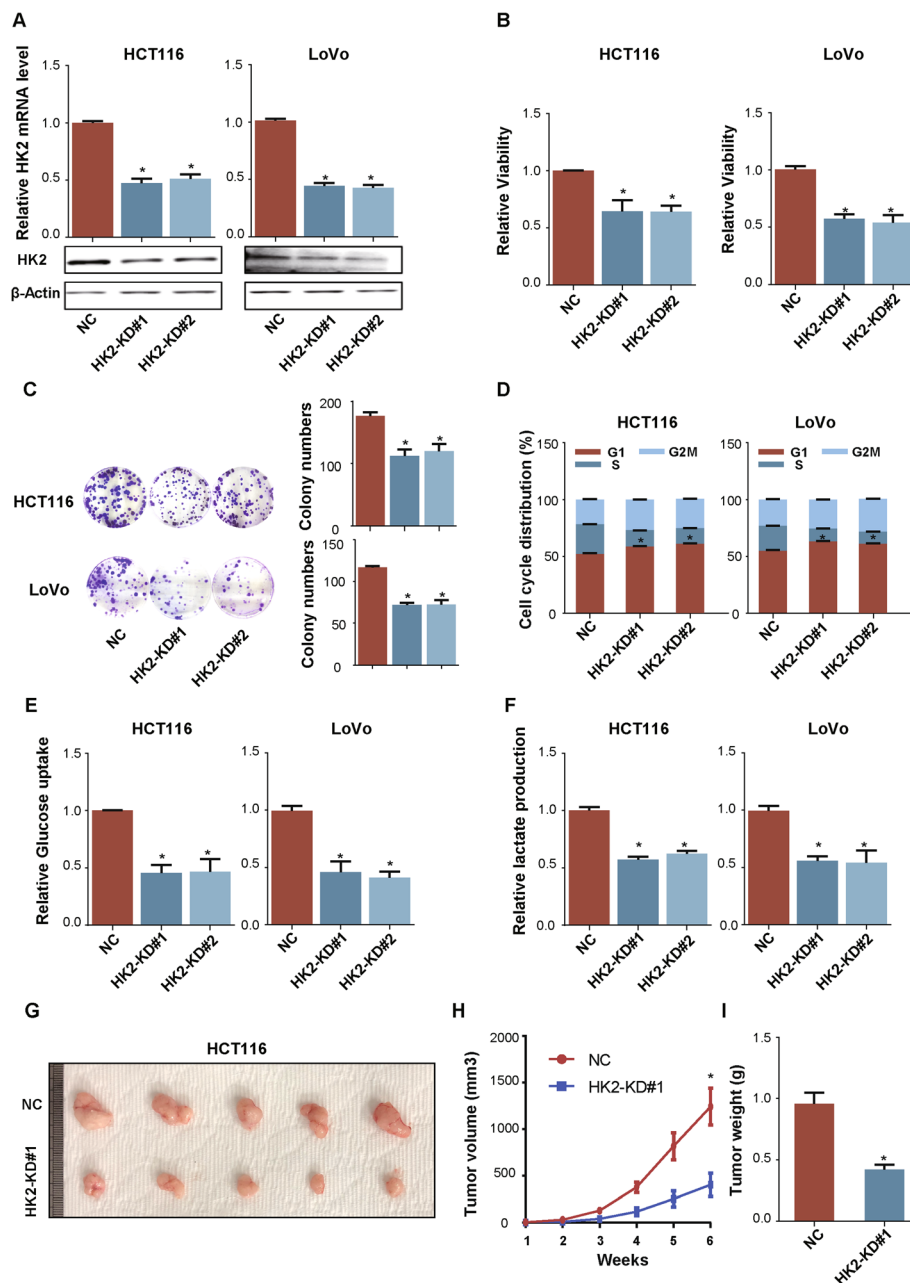 A
HCT116
LoVo
Relative HK2 mRNA level
1.5
1.0
0.5
0.0
1.5
1.0
0.5
0.0
* *
* *
HK2
β-Actin
NC
HK2-KD#1
HK2-KD#2
NC
HK2-KD#1
HK2-KD#2
B
HCT116
LoVo
Relative Viability
1.5
1.0
0.5
0.0
* *
Relative Viability
1.5
1.0
0.5
0.0
* *
NC
HK2-KD#1
HK2-KD#2
NC
HK2-KD#1
HK2-KD#2
C
HCT116
LoVo
NC
HK2-KD#1
HK2-KD#2
Colony numbers
200
100
0
* *
Colony numbers
150
100
50
0
* *
D
HCT116
LoVo
Cell cycle distribution (%)
150
100
50
0
G1 G2M
S
* *
150
100
50
0
G1 G2M
S
* *
NC
HK2-KD#1
HK2-KD#2
NC
HK2-KD#1
HK2-KD#2
E
HCT116
LoVo
Relative Glucose uptake
1.5
1.0
0.5
0.0
* *
1.5
1.0
0.5
0.0
* *
NC
HK2-KD#1
HK2-KD#2
NC
HK2-KD#1
HK2-KD#2
F
HCT116
LoVo
Relative lactate production
1.5
1.0
0.5
0.0
* *
1.5
1.0
0.5
0.0
* *
NC
HK2-KD#1
HK2-KD#2
NC
HK2-KD#1
HK2-KD#2
G
HCT116
NC
HK2-KD#1
H
Tumor volume (mm3)
2000
1500
1000
500
0
NC
HK2-KD#1
*
1 2 3 4 5 6
Weeks
I
Tumor weight (g)
1.5
1.0
0.5
0.0
*
NC
HK2-KD#1